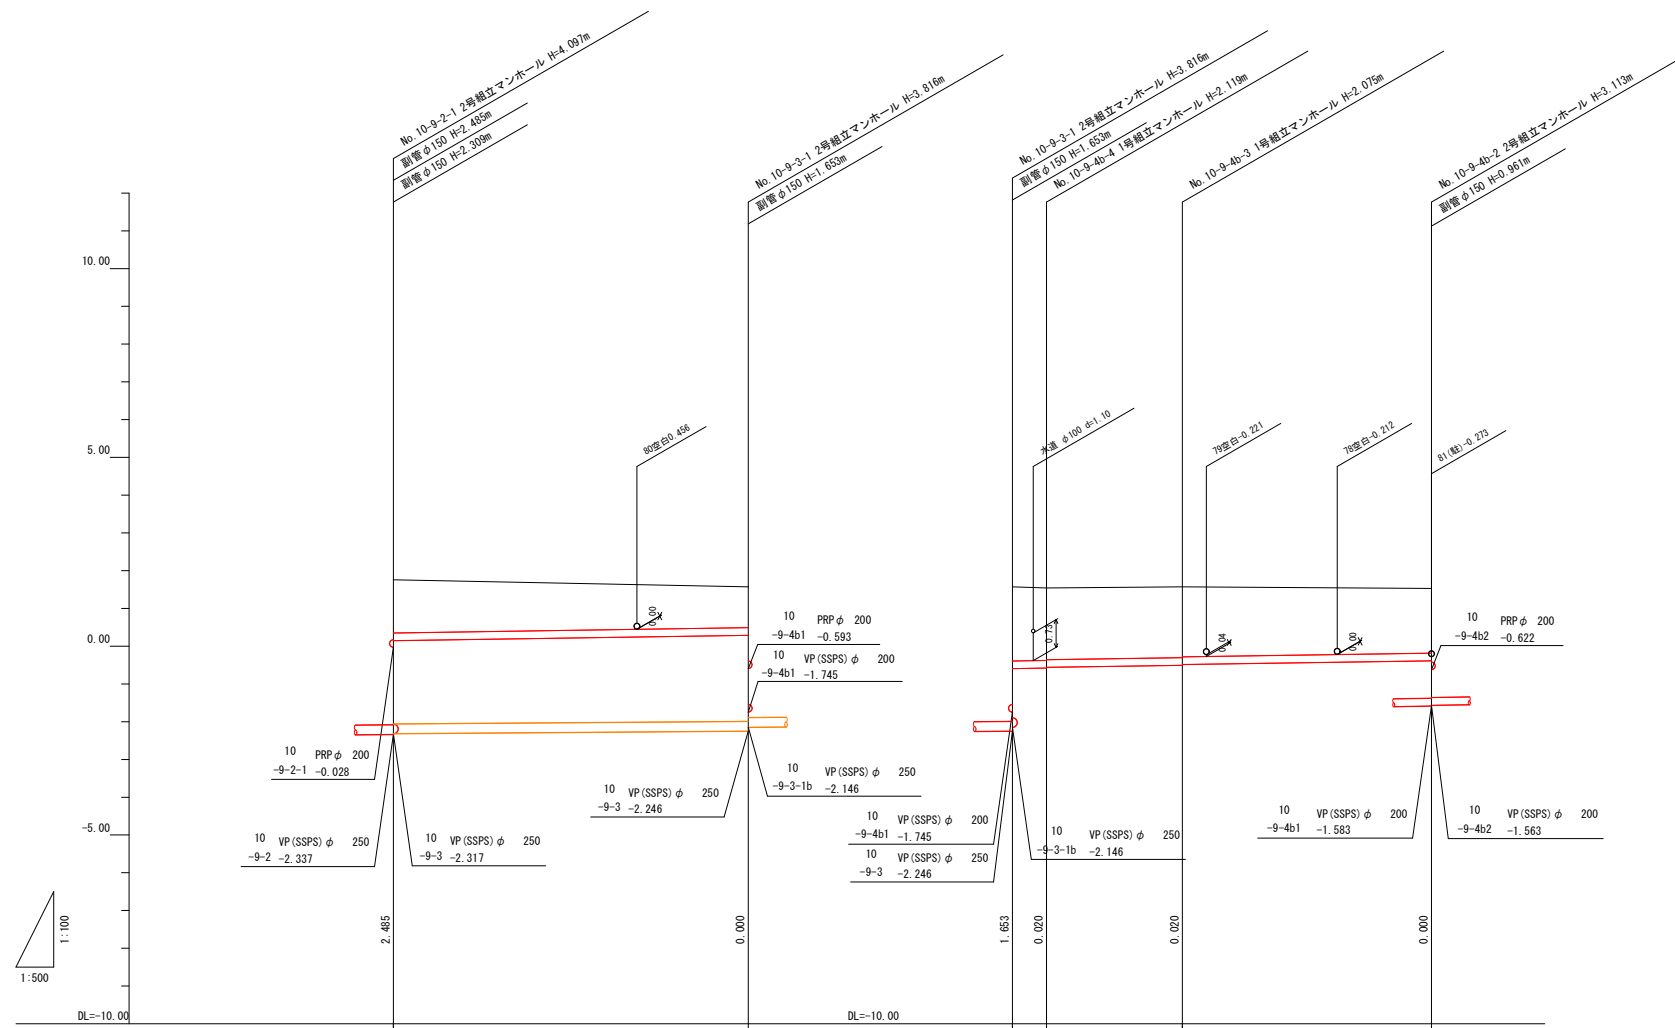 No.10-9-2-1 2号組立マンホール H=4.097m
副管φ150 H=2.485m
副管φ150 H=2.309m
No.10-9-3-1 2号組立マンホール H=3.816m
副管φ150 H=1.653m
No.10-9-3-1 2号組立マンホール H=3.816m
副管φ150 H=1.653m
No.10-9-4b-4 1号組立マンホール H=2.119m
No.10-9-4b-3 1号組立マンホール H=2.075m
No.10-9-4b-2 2号組立マンホール H=3.113m
副管φ150 H=0.961m
10.00
5.00
0.00
-5.00
80空白0.456
水道 φ100 d=1.10
79空白-0.221
78空白-0.212
81(駐)-0.273
0.00
0.73
0.04
0.00
10 PRPφ 200
-9-4b1 -0.593
10 VP(SSPS)φ 200
-9-4b1 -1.745
10 PRPφ 200
-9-4b2 -0.622
10 PRPφ 200
-9-2-1 -0.028
10 VP(SSPS)φ 250
-9-3 -2.246
10 VP(SSPS)φ 250
-9-3-1b -2.146
10 VP(SSPS)φ 250
-9-2 -2.337
10 VP(SSPS)φ 250
-9-3 -2.317
10 VP(SSPS)φ 200
-9-4b1 -1.745
10 VP(SSPS)φ 250
-9-3 -2.246
10 VP(SSPS)φ 250
-9-3-1b -2.146
10 VP(SSPS)φ 200
-9-4b1 -1.583
10 VP(SSPS)φ 200
-9-4b2 -1.563
2.485
0.000
1.653
0.020
0.020
0.000
1:100
1:500
DL=-10.00
DL=-10.00